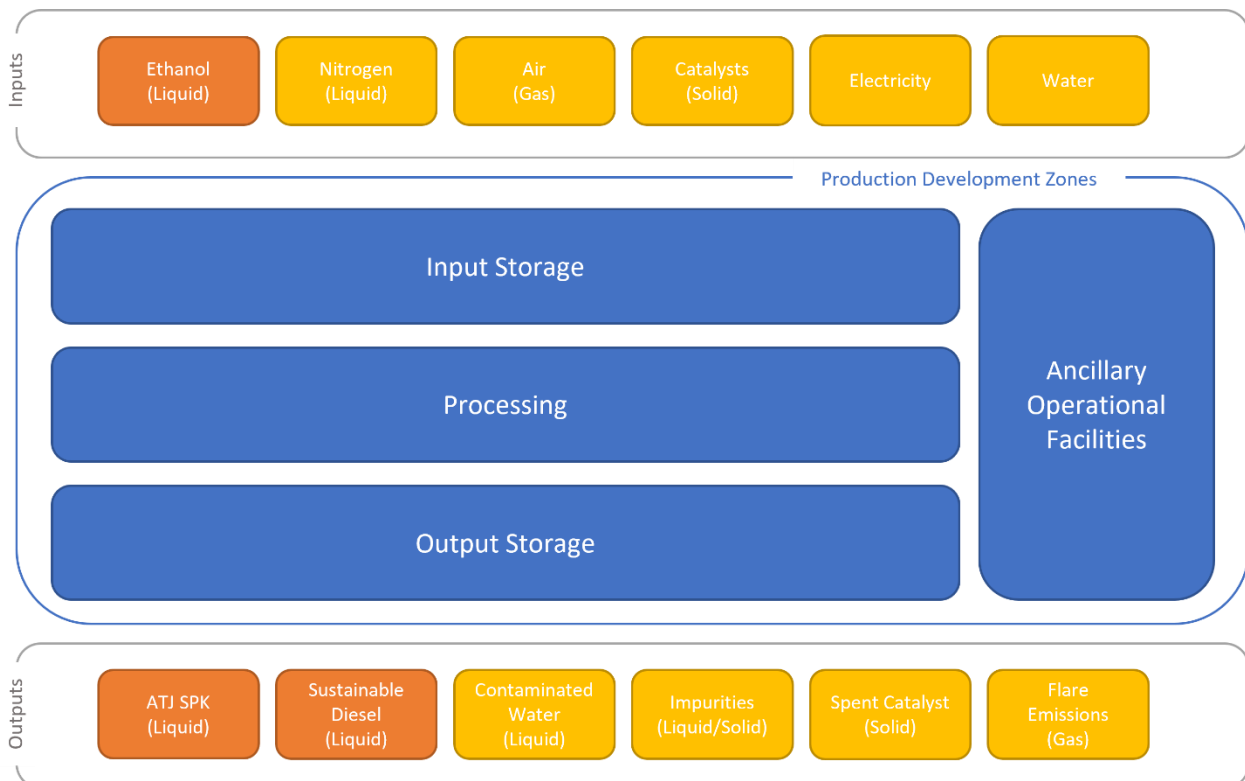 Inputs
Ethanol
(Liquid)
Nitrogen
(Liquid)
Air
(Gas)
Catalysts
(Solid)
Electricity
Water
Production Development Zones
Input Storage
Processing
Output Storage
Ancillary
Operational
Facilities
Outputs
ATJ SPK
(Liquid)
Sustainable
Diesel
(Liquid)
Contaminated
Water
(Liquid)
Impurities
(Liquid/Solid)
Spent Catalyst
(Solid)
Flare
Emissions
(Gas)